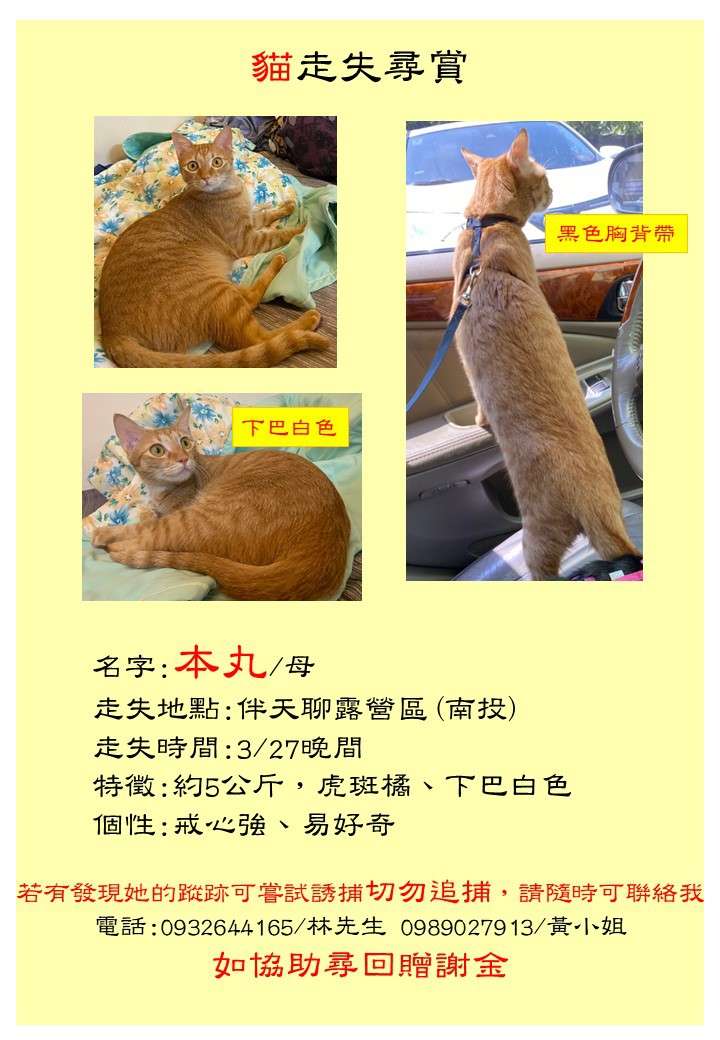 貓走失尋賞
黑色胸背帶
下巴白色
名字:本丸/母
走失地點:伴天聊露營區(南投)
走失時間:3/27晚間
特徵:約5公斤，虎斑橘、下巴白色
個性:戒心強、易好奇
若有發現她的蹤跡可嘗試誘捕切勿追捕，請隨時可聯絡我
電話:0932644165/林先生 0989027913/黃小姐
如協助尋回贈謝金